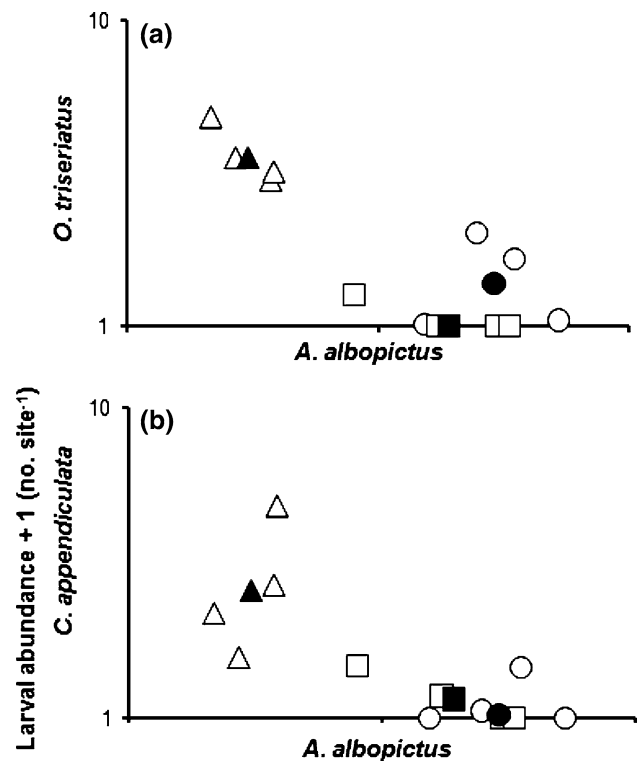 10
(a)
O. triseriatus
1
A. albopictus
Larval abundance + 1 (no. site⁻¹)
10
(b)
C. appendiculata
1
A. albopictus